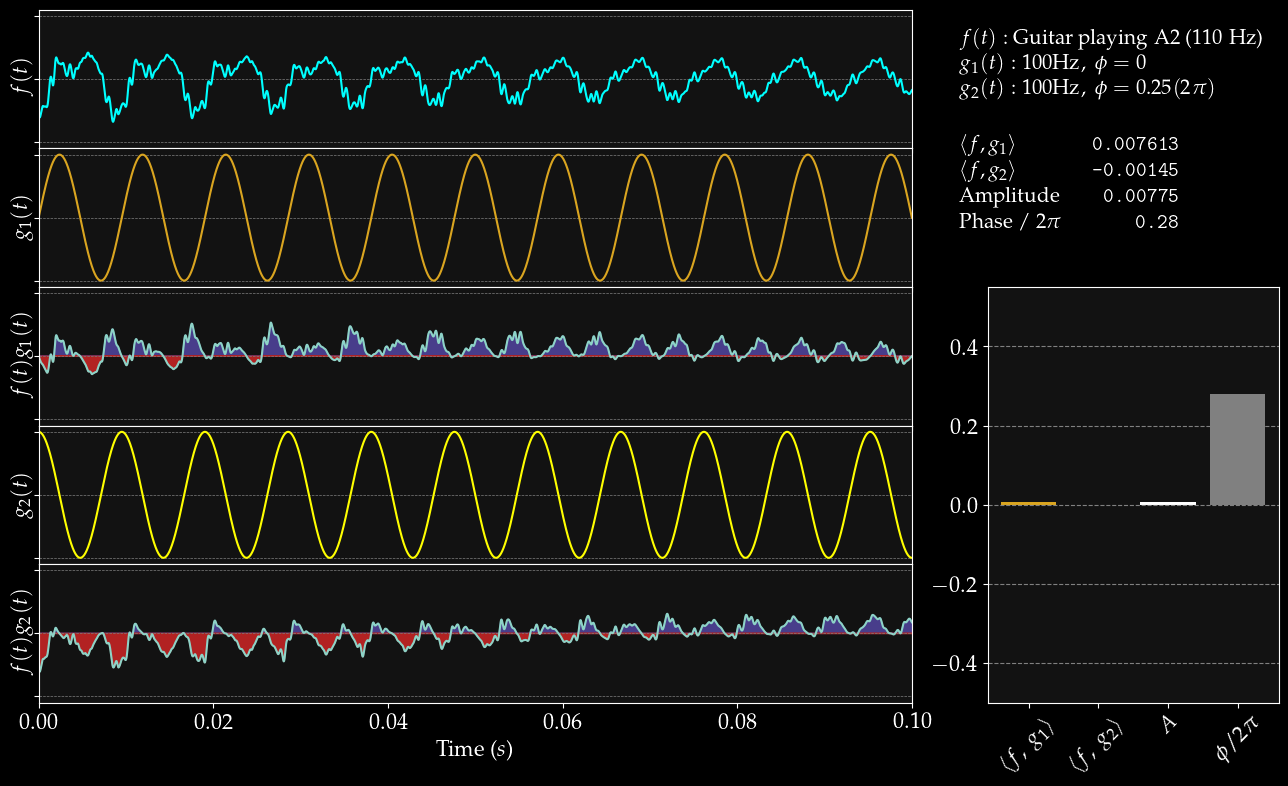 f(t) : Guitar playing A2 (110 Hz)
g₁(t) : 100Hz, ϕ = 0
g₂(t) : 100Hz, ϕ = 0.25(2π)
⟨f, g₁⟩ 0.007613
⟨f, g₂⟩ -0.00145
Amplitude 0.00775
Phase / 2π 0.28
f(t)
g₁(t)
f(t)g₁(t)
g₂(t)
f(t)g₂(t)
0.00 0.02 0.04 0.06 0.08 0.10
Time (s)
0.4
0.2
0.0
−0.2
−0.4
⟨f, g₁⟩ ⟨f, g₂⟩ A ϕ/2π